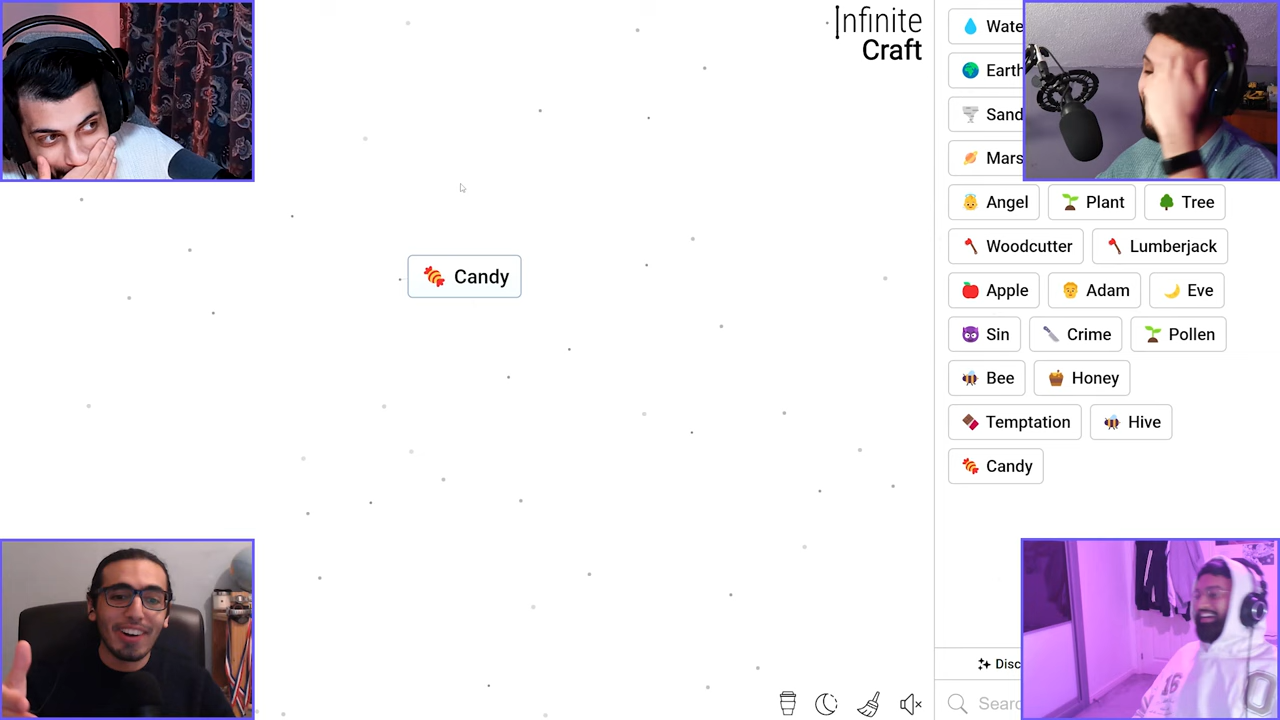 Infinite
Craft
Wate
Earth
Sand
Mars
Angel Plant Tree
Woodcutter Lumberjack
Apple Adam Eve
Sin Crime Pollen
Bee Honey
Temptation Hive
Candy
Candy
Disc
Searc